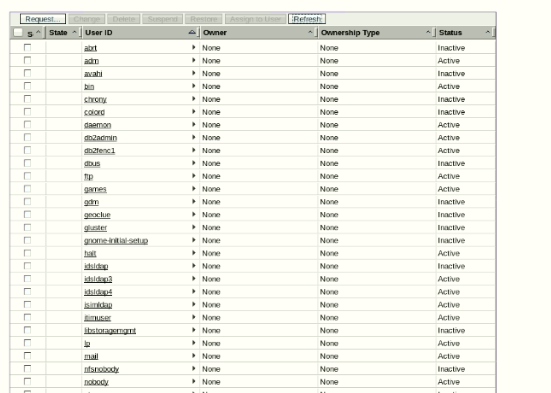 Request... Change Delete Suspend Restore Assign to User Refresh
S State User ID Owner Ownership Type Status
abrt None None Inactive
adm None None Active
avahi None None Inactive
bin None None Active
chrony None None Inactive
colord None None Inactive
daemon None None Active
db2admin None None Active
db2fenc1 None None Active
dbus None None Inactive
ftp None None Active
games None None Active
gdm None None Inactive
geoclue None None Inactive
gluster None None Inactive
gnome-initial-setup None None Inactive
halt None None Active
idsldap None None Inactive
idsldap3 None None Active
idsldap4 None None Active
isimldap None None Active
itimuser None None Active
libstoragemgmt None None Inactive
lp None None Active
mail None None Active
nfsnobody None None Inactive
nobody None None Active